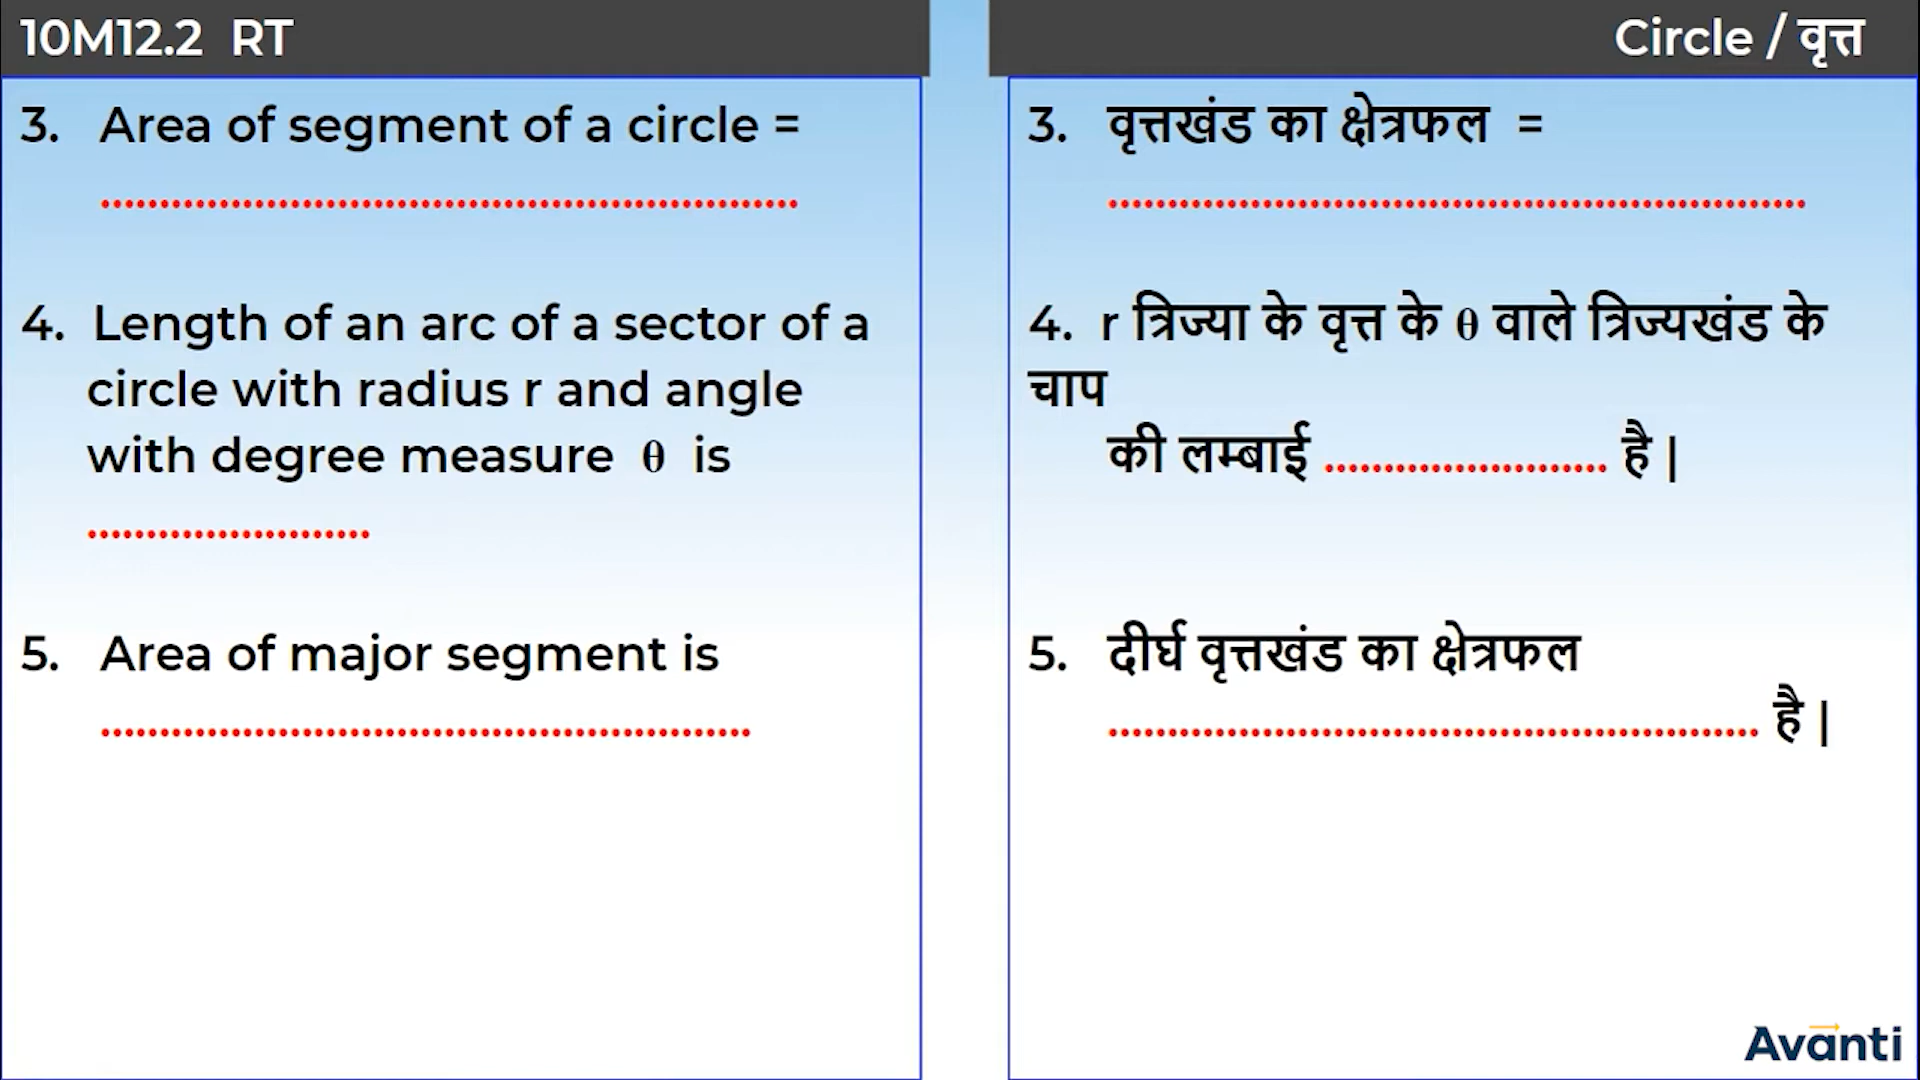 10M12.2 RT
Circle / वृत्त
3. Area of segment of a circle =
...........................................................
4. Length of an arc of a sector of a
circle with radius r and angle
with degree measure θ is
........................
5. Area of major segment is
.......................................................
3. वृत्तखंड का क्षेत्रफल =
...........................................................
4. r त्रिज्या के वृत्त के θ वाले त्रिज्यखंड के
चाप
की लम्बाई ........................ है |
5. दीर्घ वृत्तखंड का क्षेत्रफल
....................................................... है |
Avanti